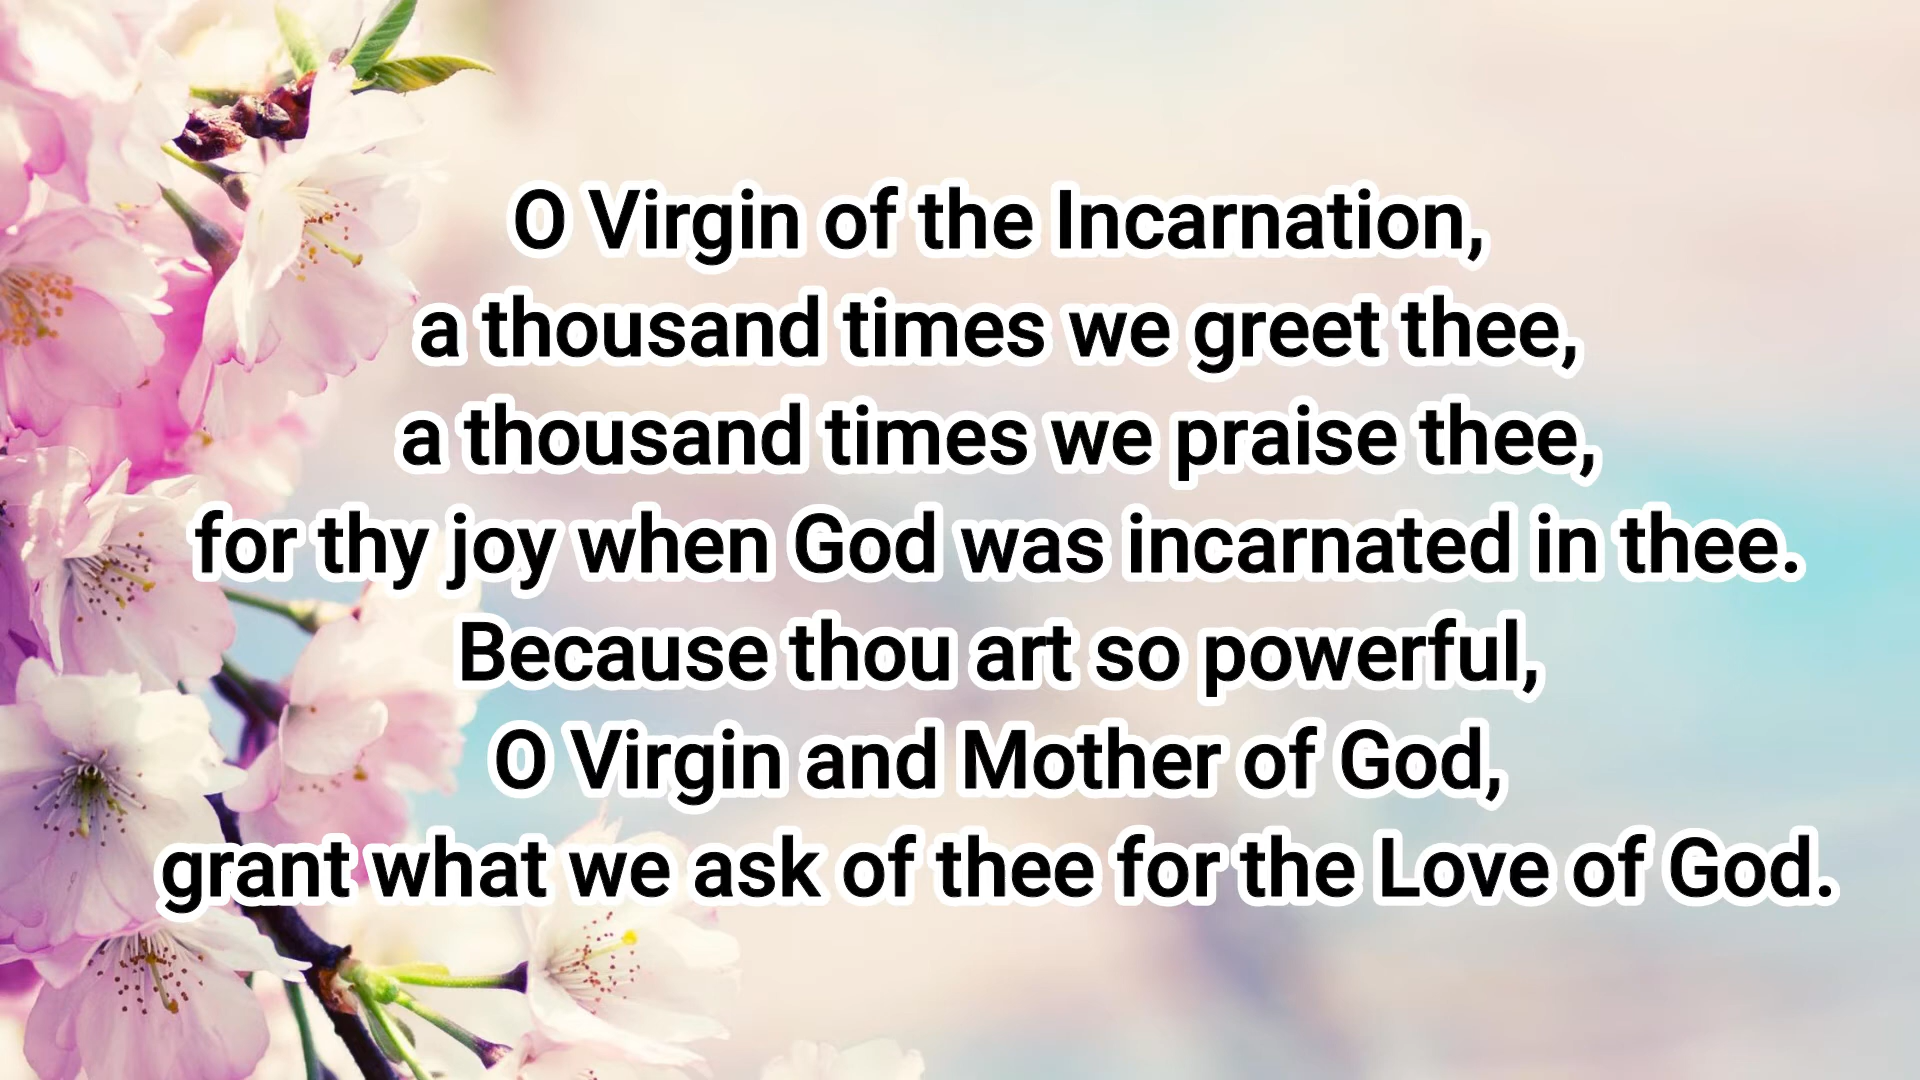 O Virgin of the Incarnation,
a thousand times we greet thee,
a thousand times we praise thee,
for thy joy when God was incarnated in thee.
Because thou art so powerful,
O Virgin and Mother of God,
grant what we ask of thee for the Love of God.